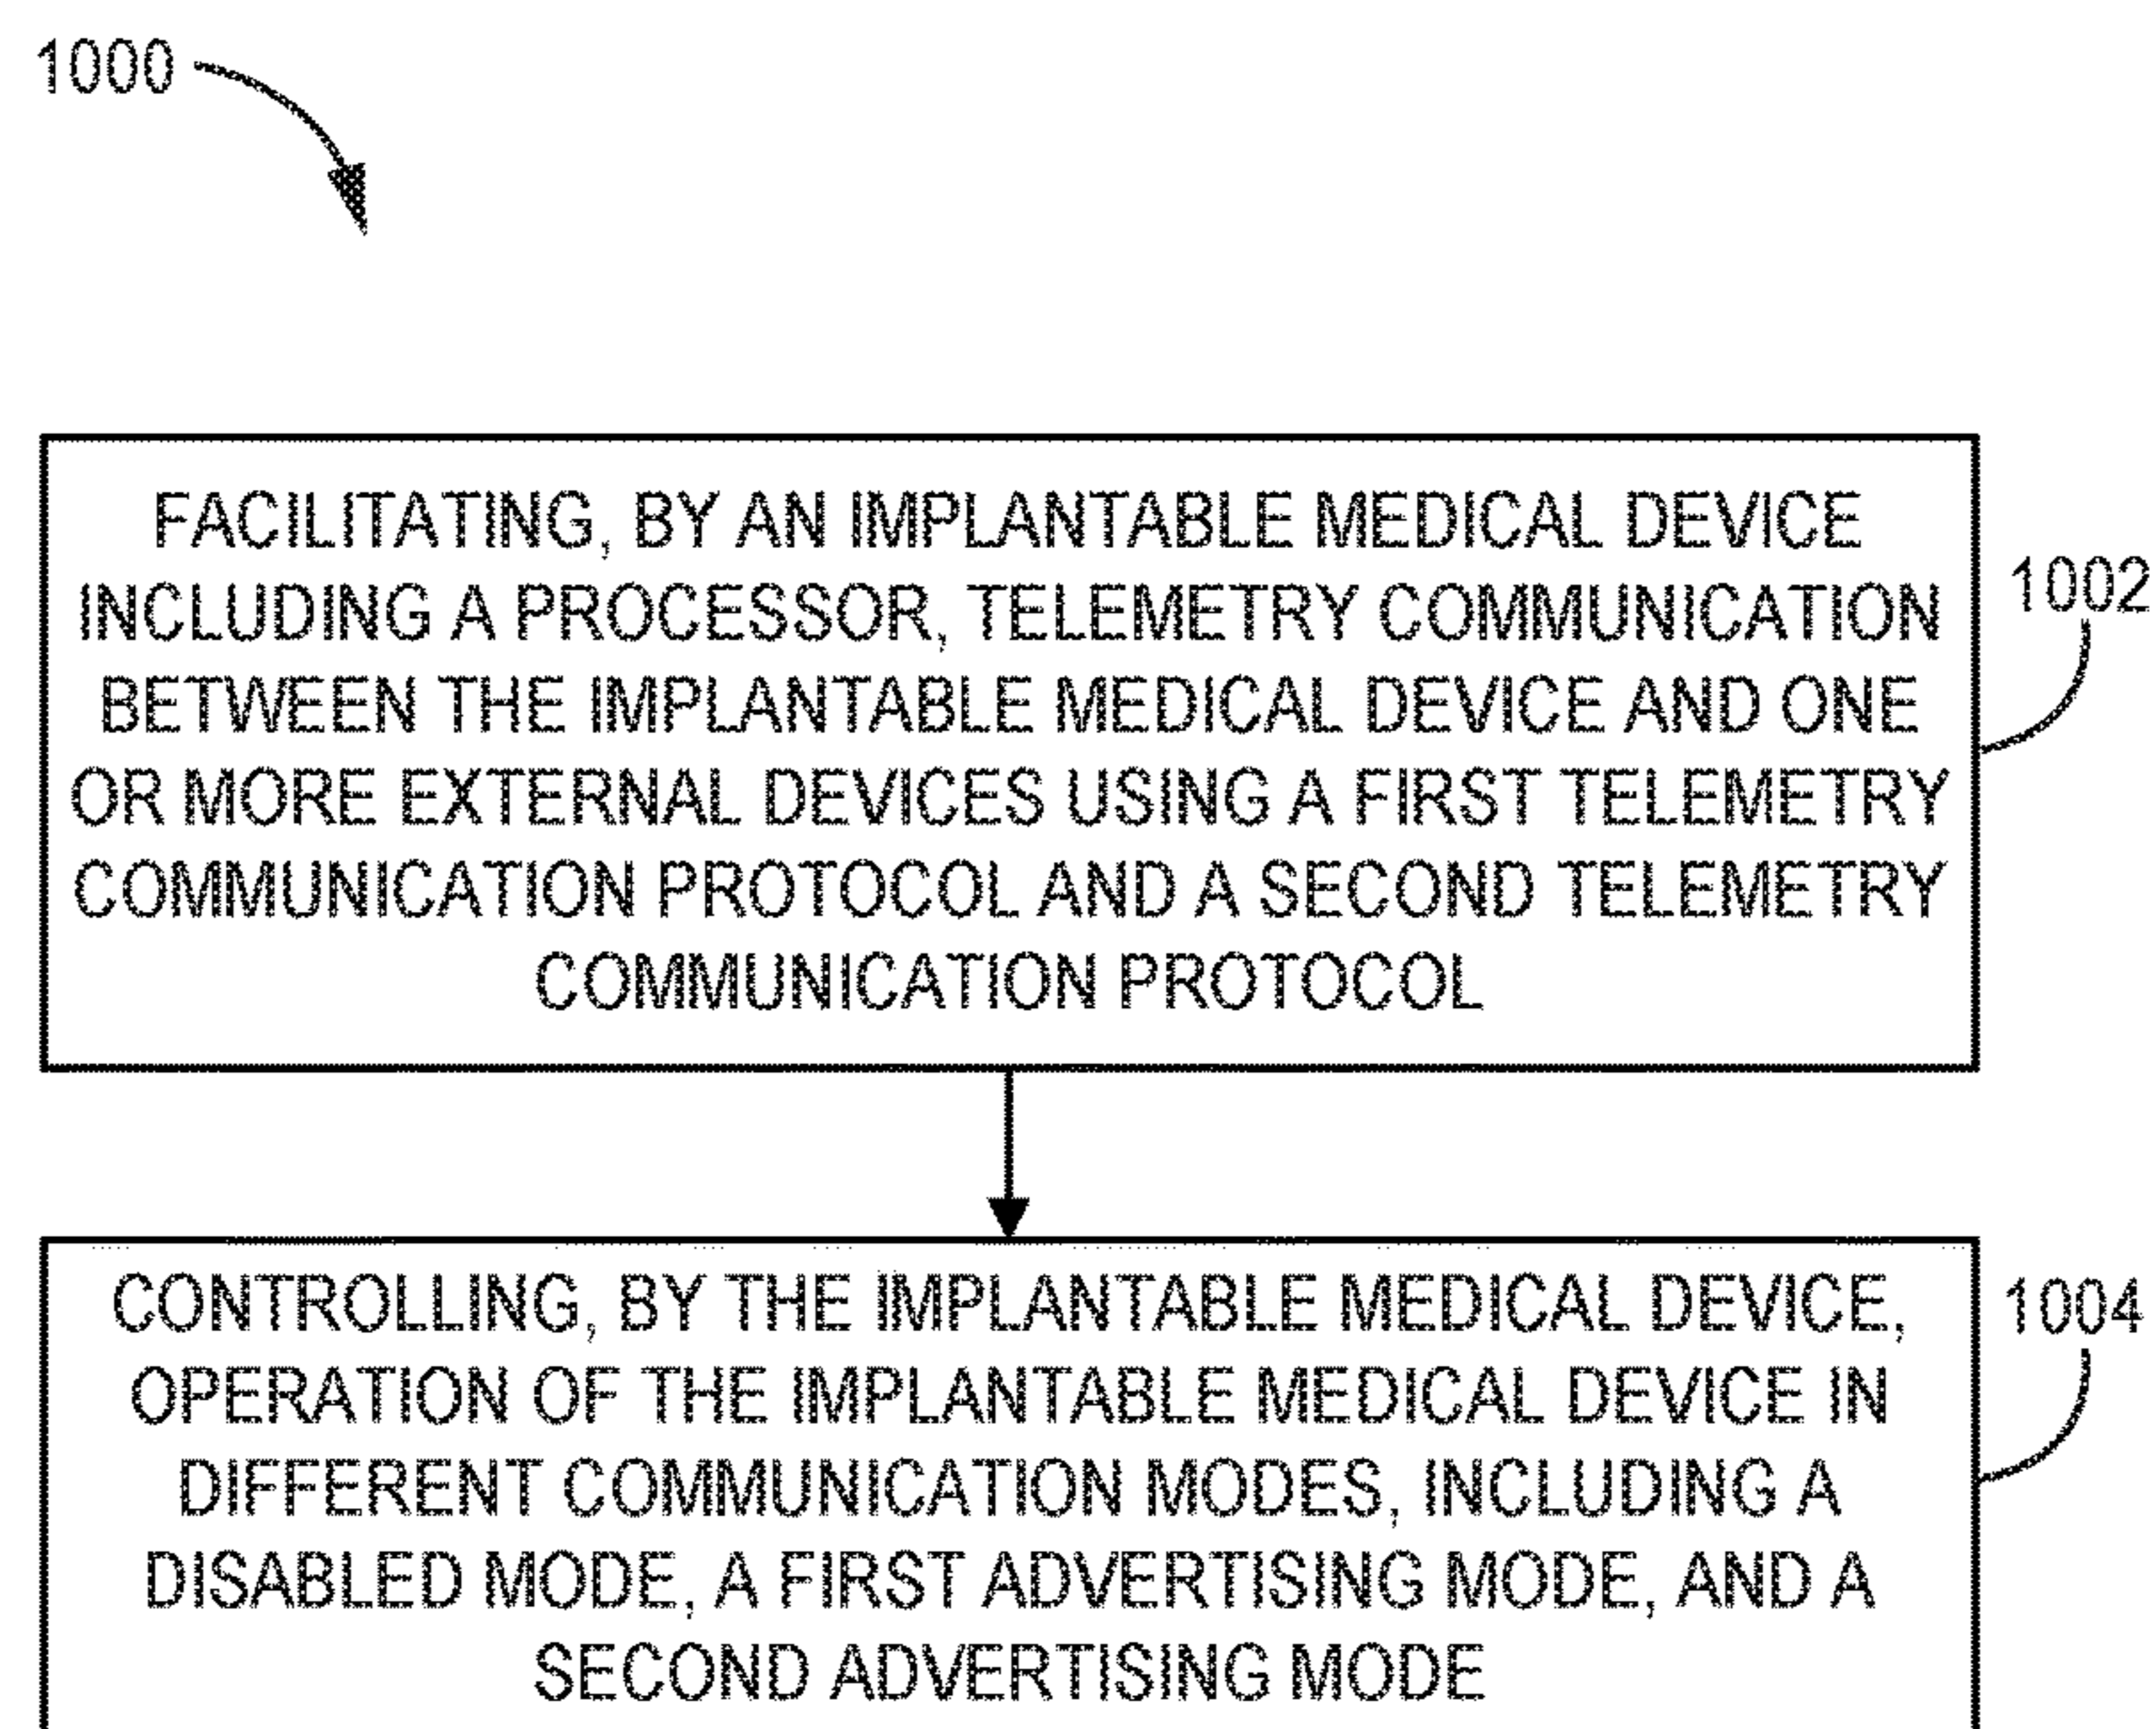 1000
FACILITATING, BY AN IMPLANTABLE MEDICAL DEVICE
INCLUDING A PROCESSOR, TELEMETRY COMMUNICATION
BETWEEN THE IMPLANTABLE MEDICAL DEVICE AND ONE
OR MORE EXTERNAL DEVICES USING A FIRST TELEMETRY
COMMUNICATION PROTOCOL AND A SECOND TELEMETRY
COMMUNICATION PROTOCOL
1002
CONTROLLING, BY THE IMPLANTABLE MEDICAL DEVICE,
OPERATION OF THE IMPLANTABLE MEDICAL DEVICE IN
DIFFERENT COMMUNICATION MODES, INCLUDING A
DISABLED MODE, A FIRST ADVERTISING MODE, AND A
SECOND ADVERTISING MODE
1004